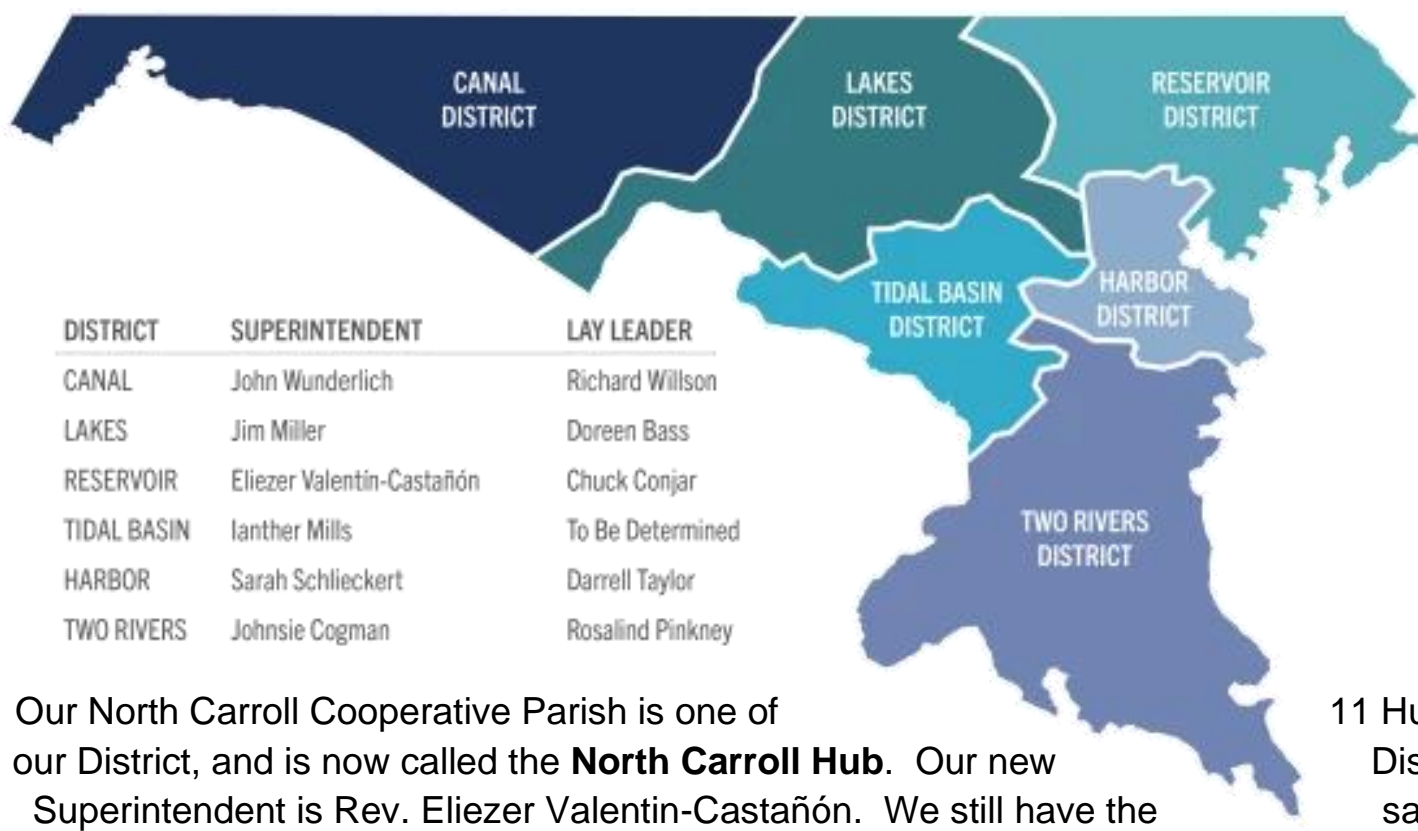 CANAL
DISTRICT
LAKES
DISTRICT
RESERVOIR
DISTRICT
TIDAL BASIN
DISTRICT
HARBOR
DISTRICT
TWO RIVERS
DISTRICT
DISTRICT SUPERINTENDENT LAY LEADER
CANAL John Wunderlich Richard Willson
LAKES Jim Miller Doreen Bass
RESERVOIR Eliezer Valentín-Castañón Chuck Conjar
TIDAL BASIN Ianther Mills To Be Determined
HARBOR Sarah Schlieckert Darrell Taylor
TWO RIVERS Johnsie Cogman Rosalind Pinkney
Our North Carroll Cooperative Parish is one of 11
our District, and is now called the North Carroll Hub. Our new
Superintendent is Rev. Eliezer Valentin-Castañón. We still have the